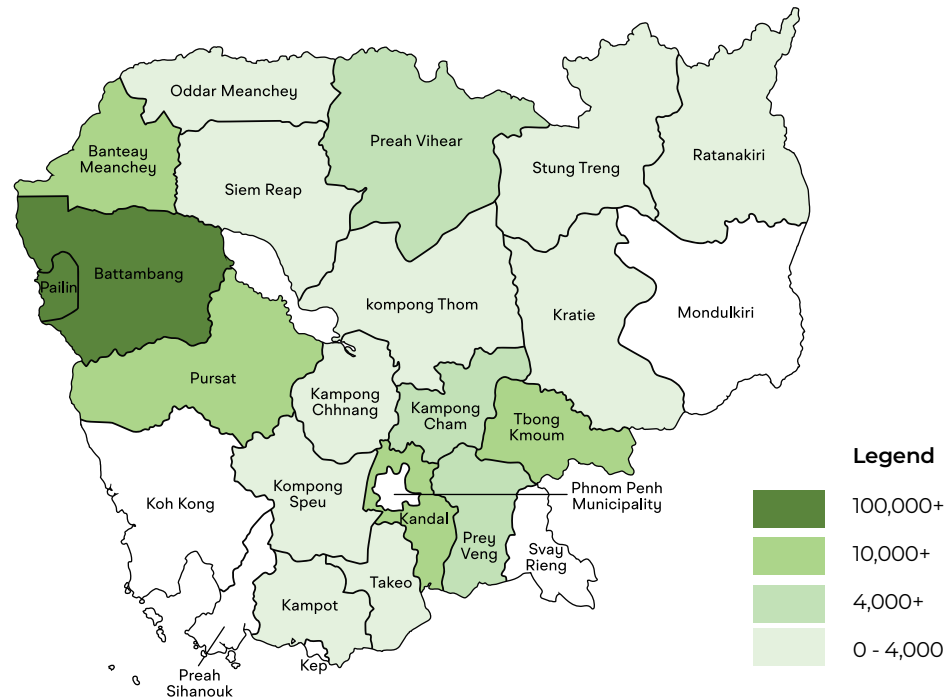 Oddar Meanchey
Preah Vihear
Banteay
Meanchey
Stung Treng
Ratanakiri
Siem Reap
Battambang
Pailin
kompong Thom
Kratie
Mondulkiri
Pursat
Kampong
Chhnang
Kampong
Cham
Tbong
Kmoum
Koh Kong
Kompong
Speu
Phnom Penh
Municipality
Kandal
Prey
Veng
Svay
Rieng
Takeo
Kampot
Kep
Preah
Sihanouk
Legend
100,000+
10,000+
4,000+
0 - 4,000